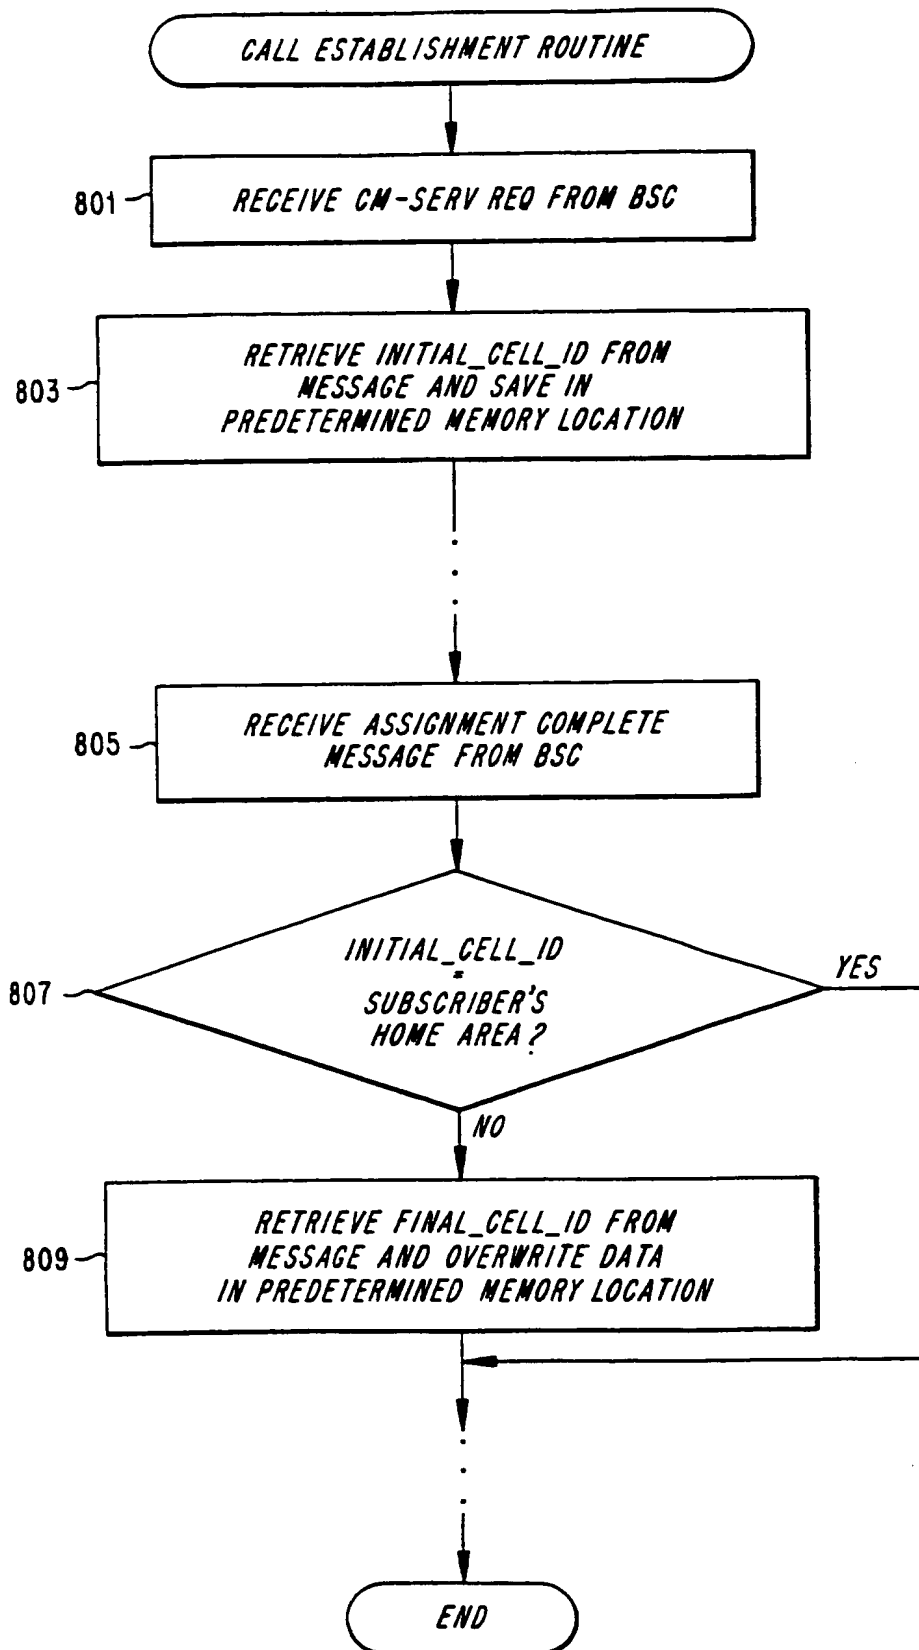 CALL ESTABLISHMENT ROUTINE
801
RECEIVE CM-SERV REQ FROM BSC
803
RETRIEVE INITIAL_CELL_ID FROM
MESSAGE AND SAVE IN
PREDETERMINED MEMORY LOCATION
805
RECEIVE ASSIGNMENT COMPLETE
MESSAGE FROM BSC
807
INITIAL_CELL_ID
=
SUBSCRIBER'S
HOME AREA?
YES
NO
809
RETRIEVE FINAL_CELL_ID FROM
MESSAGE AND OVERWRITE DATA
IN PREDETERMINED MEMORY LOCATION
END